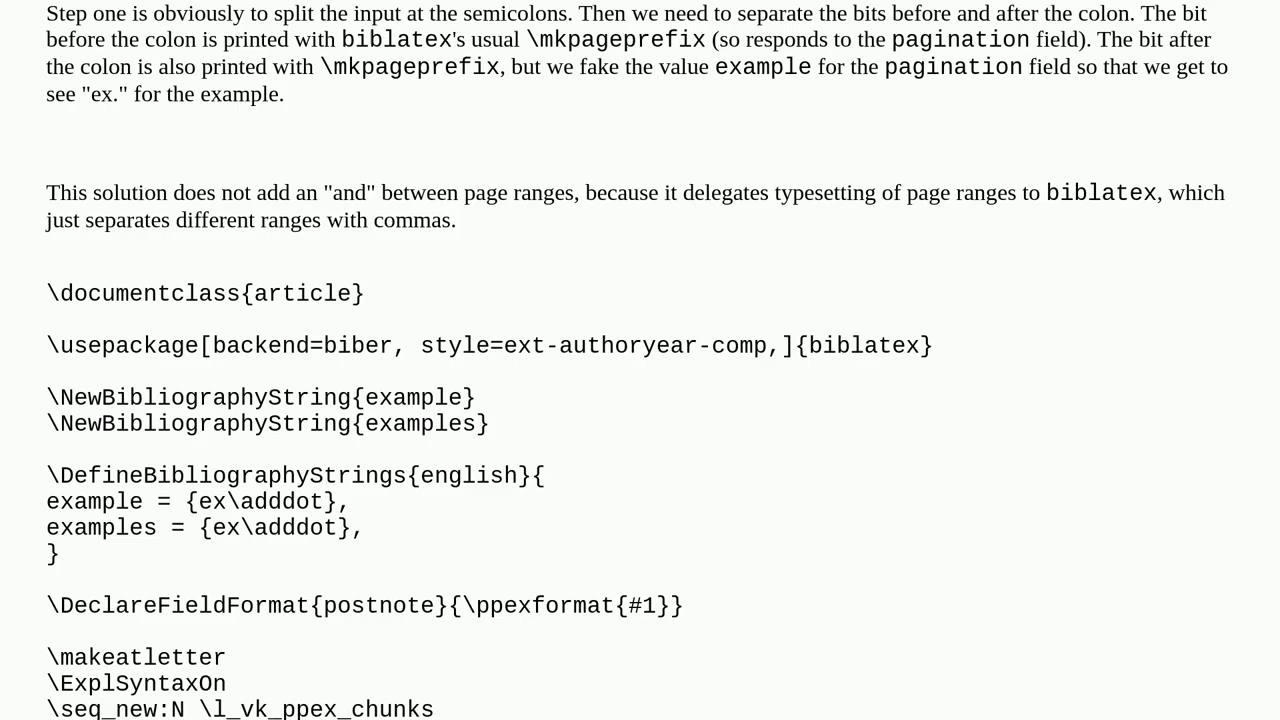 Step one is obviously to split the input at the semicolons. Then we need to separate the bits before and after the colon. The bit
before the colon is printed with biblatex's usual \mkpageprefix (so responds to the pagination field). The bit after
the colon is also printed with \mkpageprefix, but we fake the value example for the pagination field so that we get to
see "ex." for the example.
This solution does not add an "and" between page ranges, because it delegates typesetting of page ranges to biblatex, which
just separates different ranges with commas.
\documentclass{article}
\usepackage[backend=biber, style=ext-authoryear-comp,]{biblatex}
\NewBibliographyString{example}
\NewBibliographyString{examples}
\DefineBibliographyStrings{english}{
example = {ex\adddot},
examples = {ex\adddot},
}
\DeclareFieldFormat{postnote}{\ppexformat{#1}}
\makeatletter
\ExplSyntaxOn
\seq_new:N \l_vk_ppex_chunks